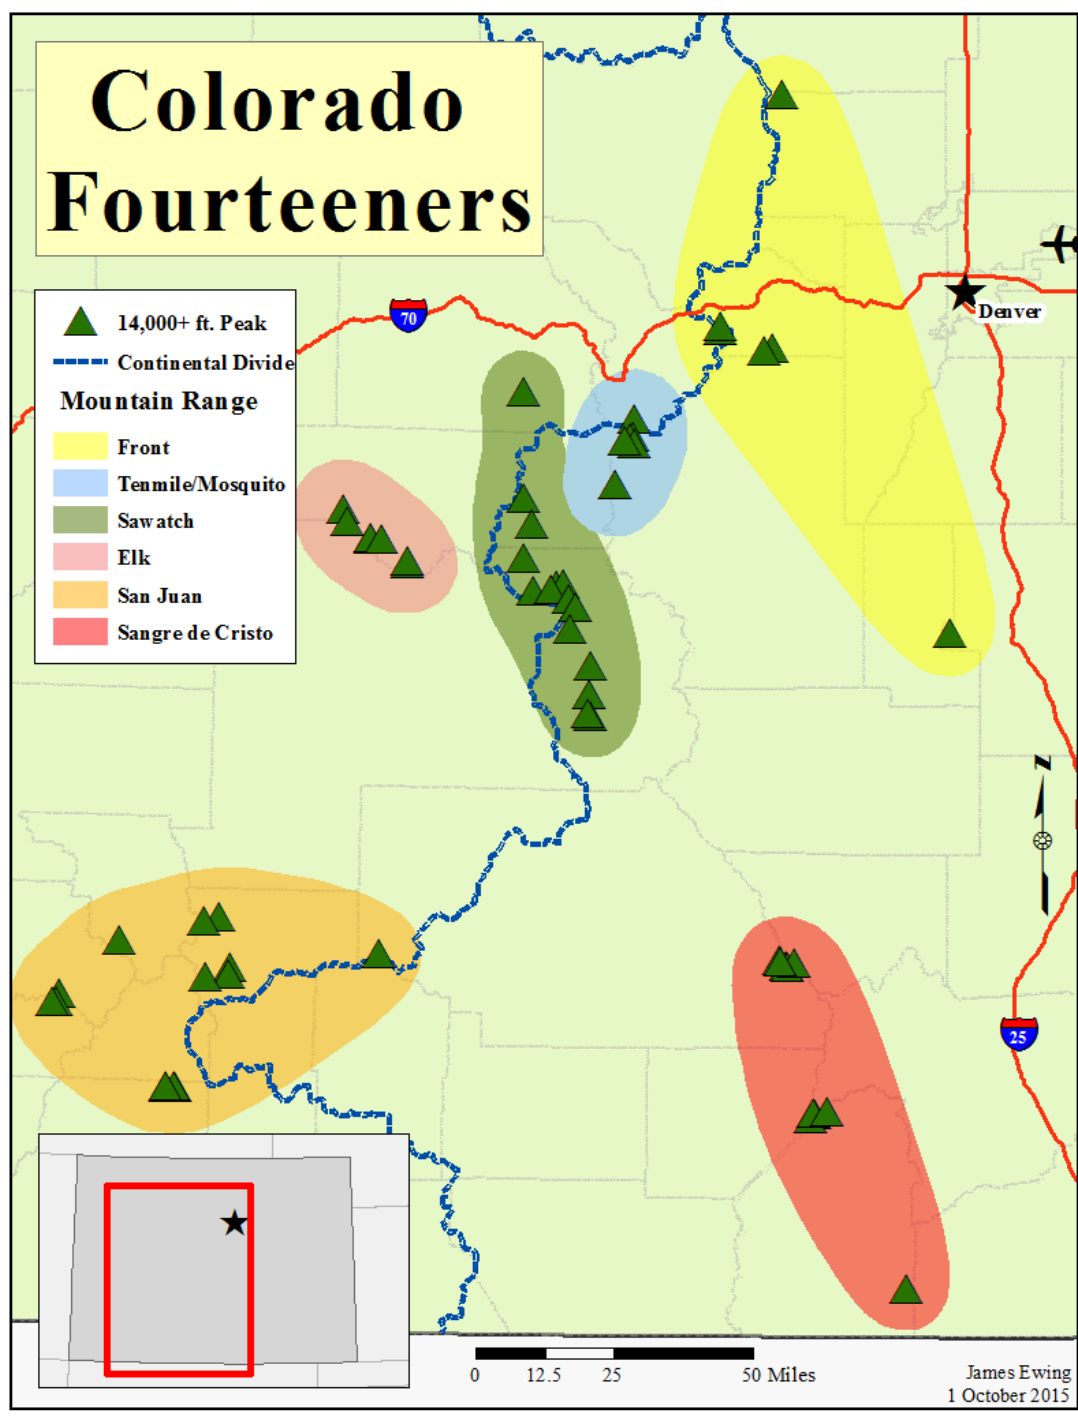 Colorado
Fourteeners
14,000+ ft. Peak
Continental Divide
Mountain Range
Front
Tenmile/Mosquito
Sawatch
Elk
San Juan
Sangre de Cristo
70
Denver
N
25
0 12.5 25 50 Miles
James Ewing
1 October 2015